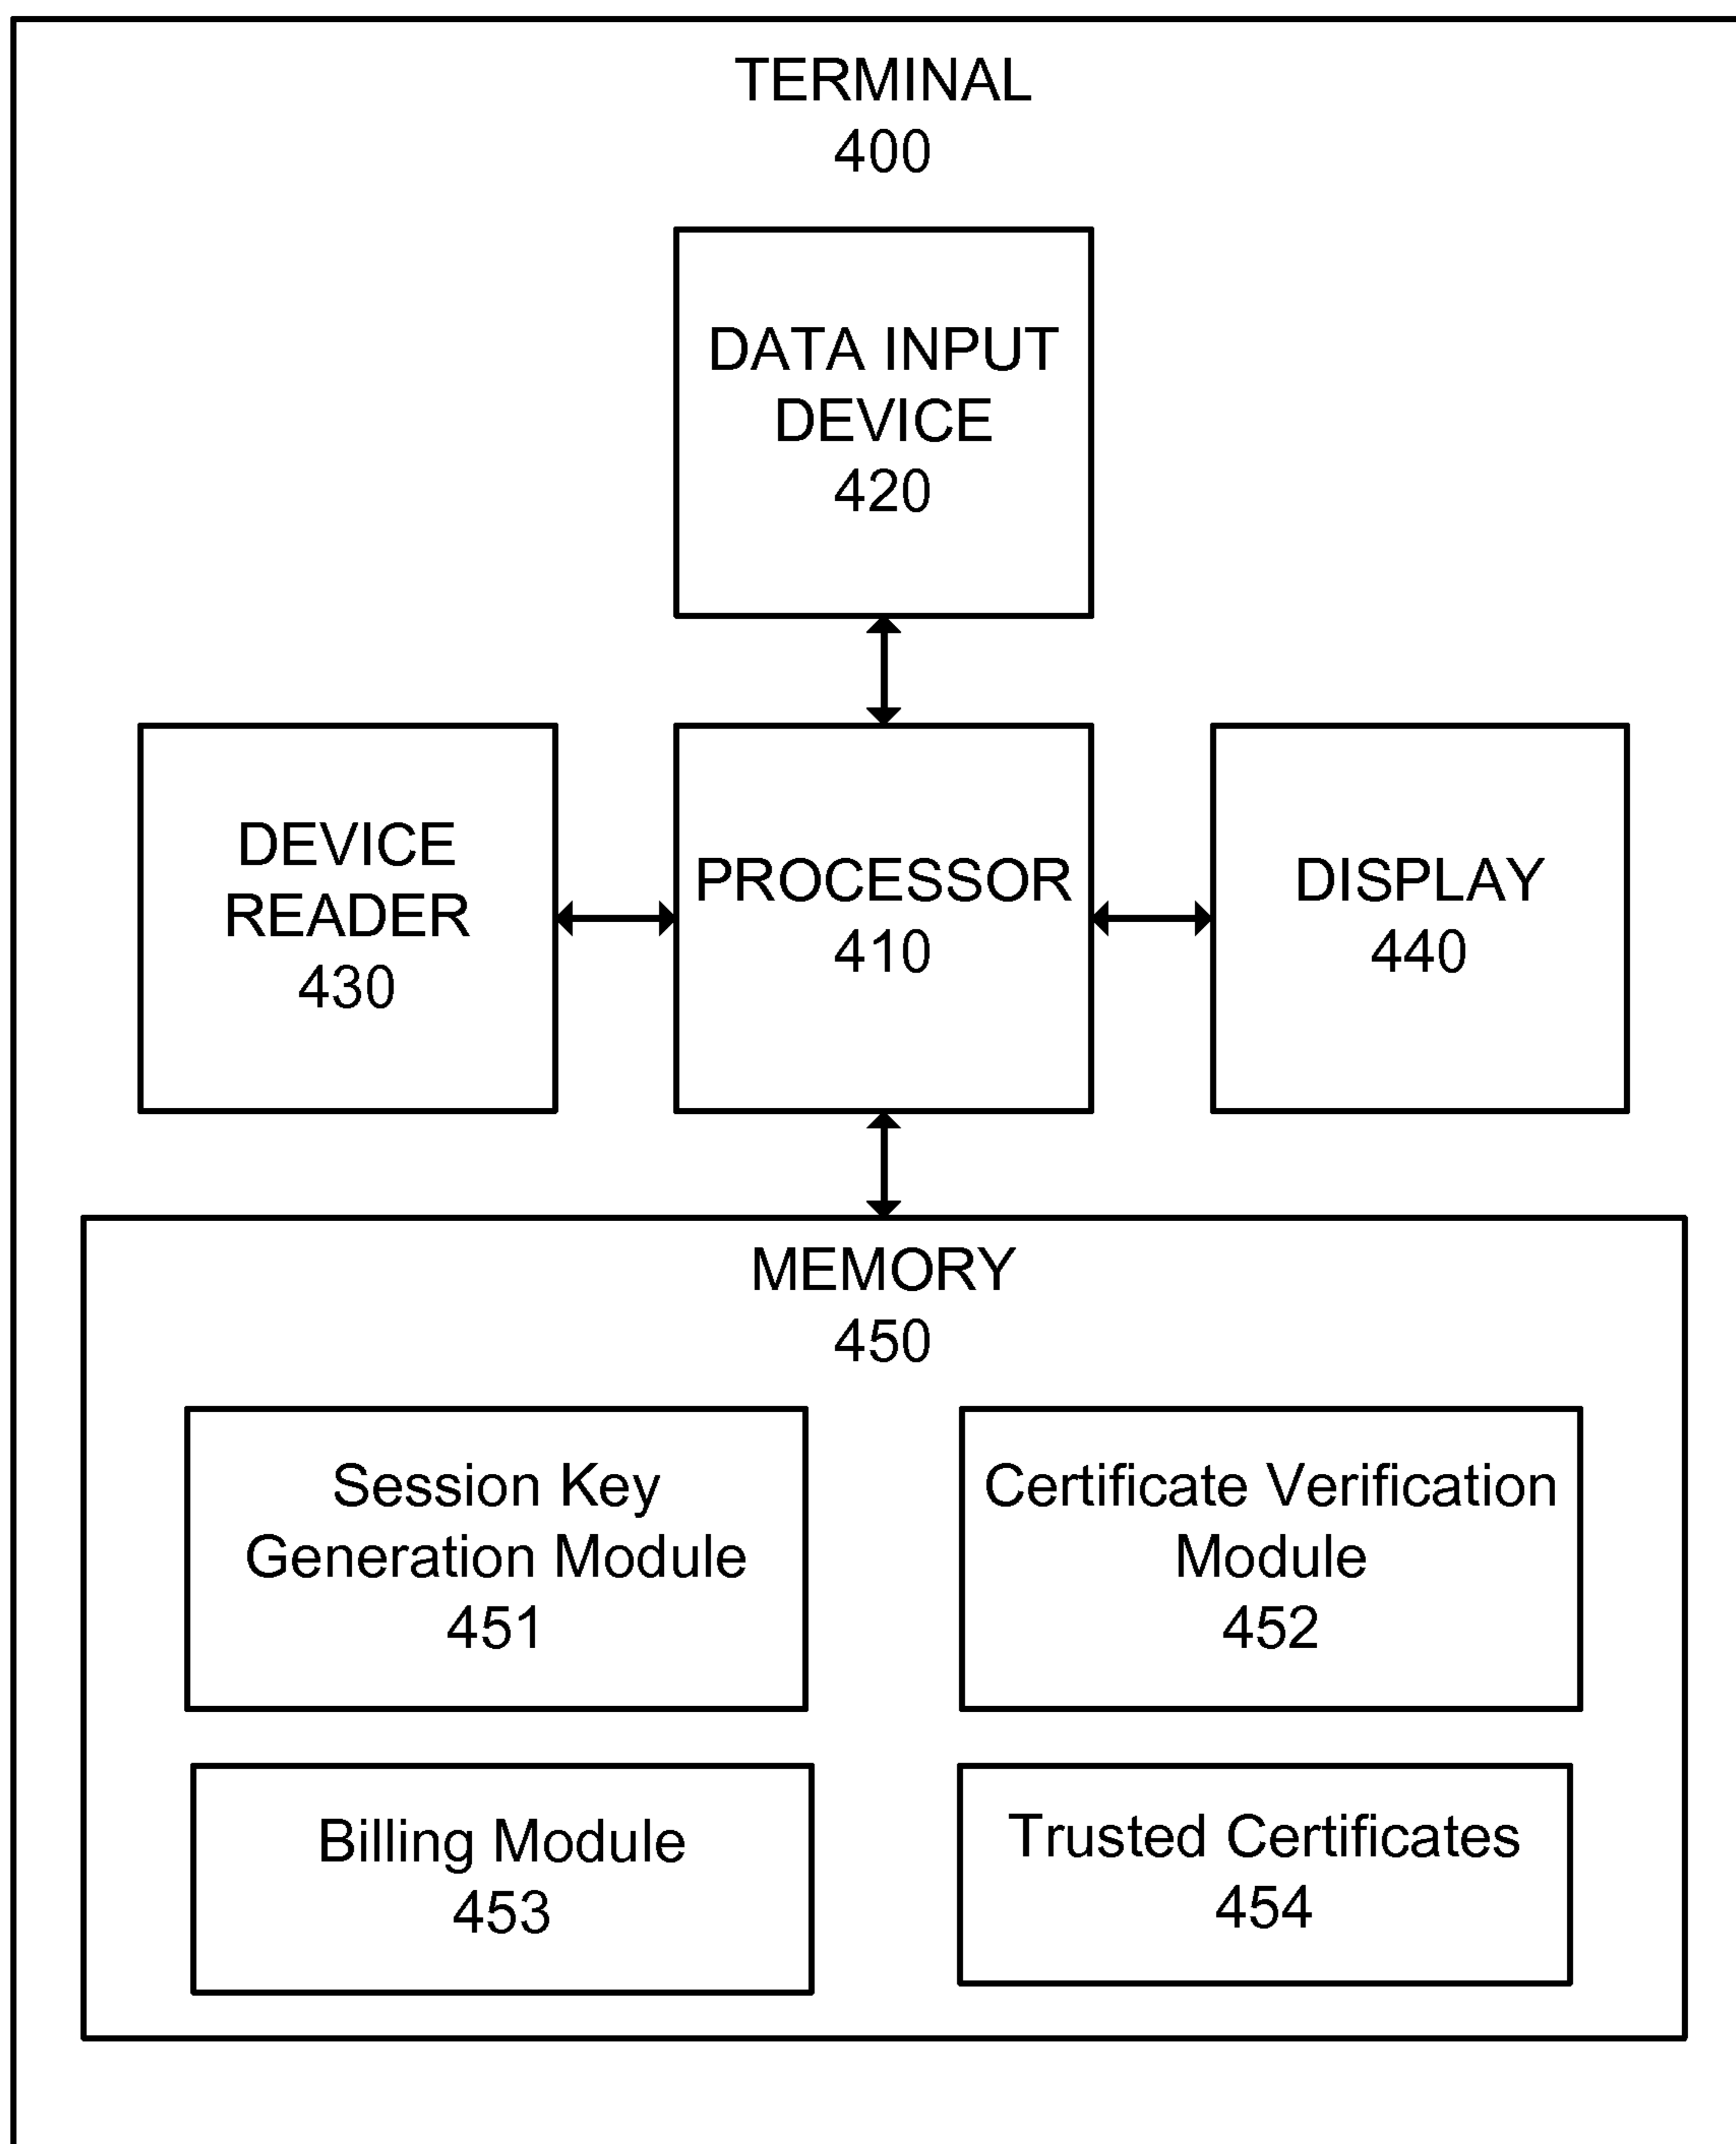 TERMINAL
400
DATA INPUT
DEVICE
420
DEVICE
READER
430
PROCESSOR
410
DISPLAY
440
MEMORY
450
Session Key
Generation Module
451
Certificate Verification
Module
452
Billing Module
453
Trusted Certificates
454